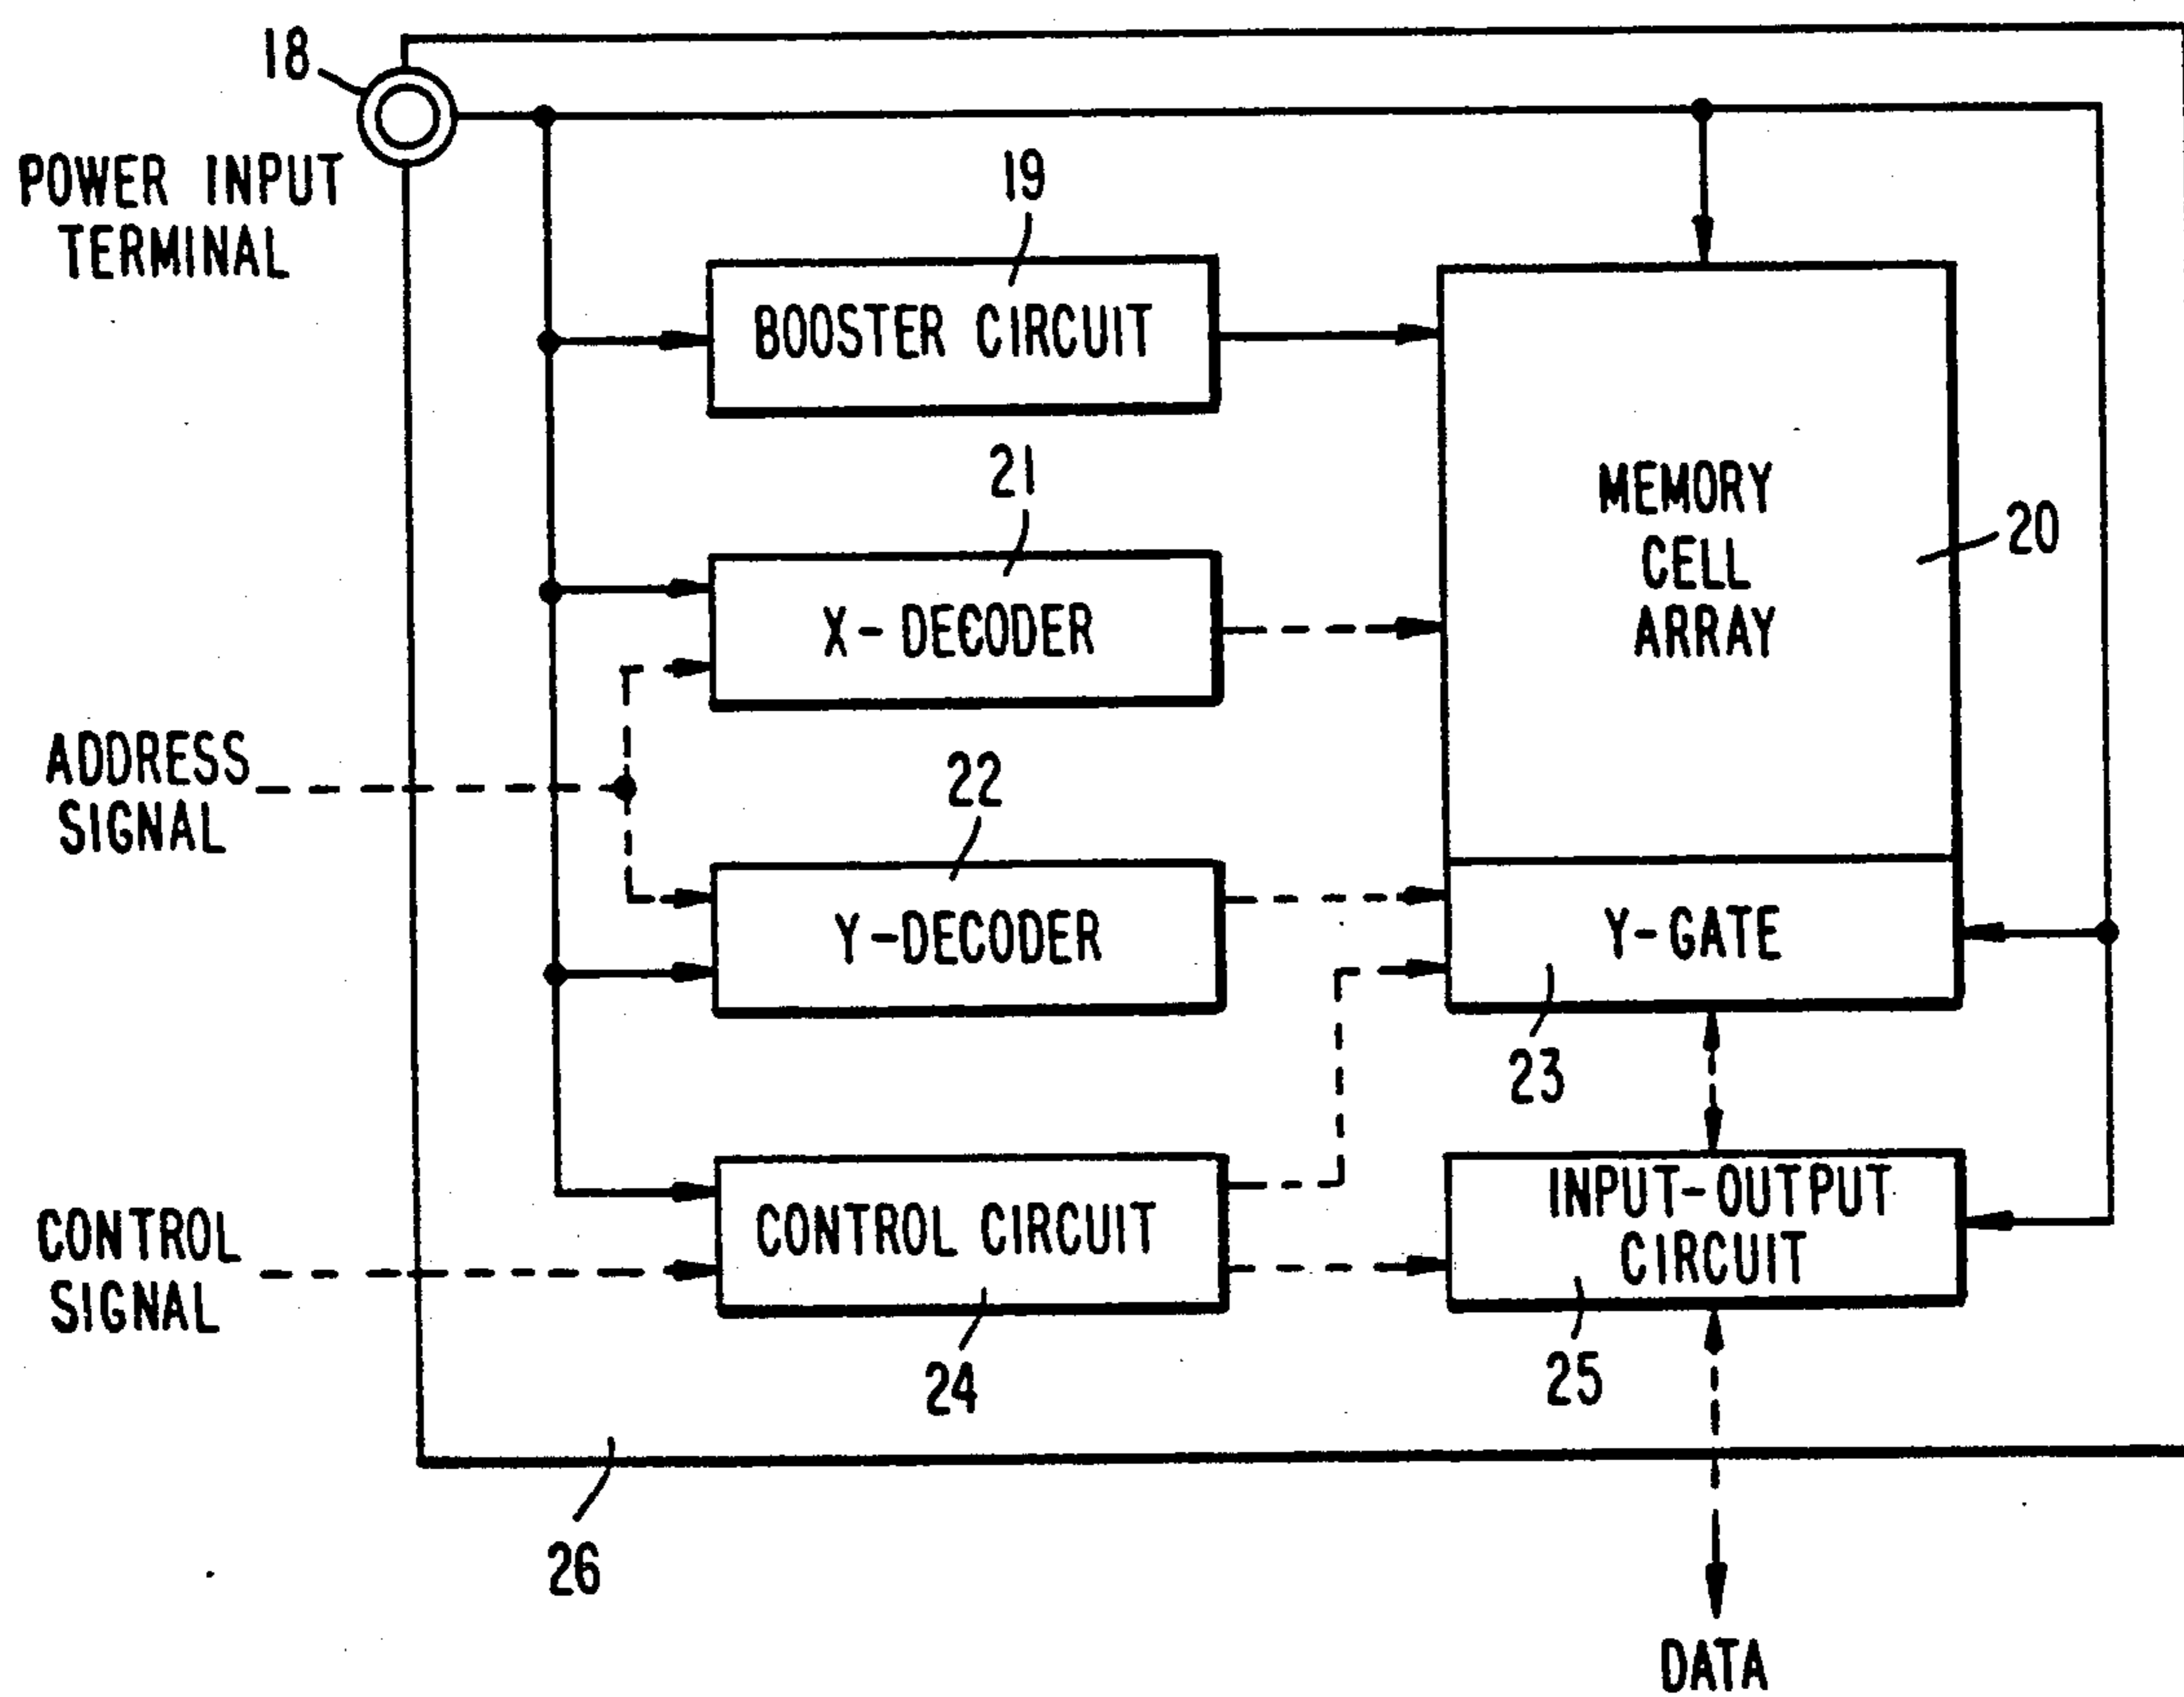 18
POWER INPUT
TERMINAL
19
BOOSTER CIRCUIT
21
X-DECODER
MEMORY
CELL
ARRAY
20
ADDRESS
SIGNAL
22
Y-DECODER
Y-GATE
23
CONTROL
SIGNAL
CONTROL CIRCUIT
24
INPUT-OUTPUT
CIRCUIT
25
26
DATA